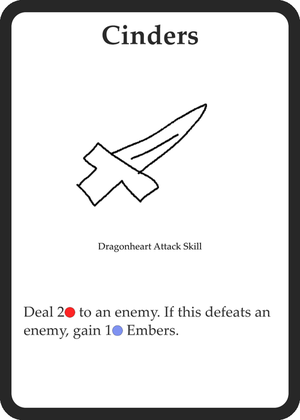 Cinders
Dragonheart Attack Skill
Deal 2 to an enemy. If this defeats an
enemy, gain 1 Embers.